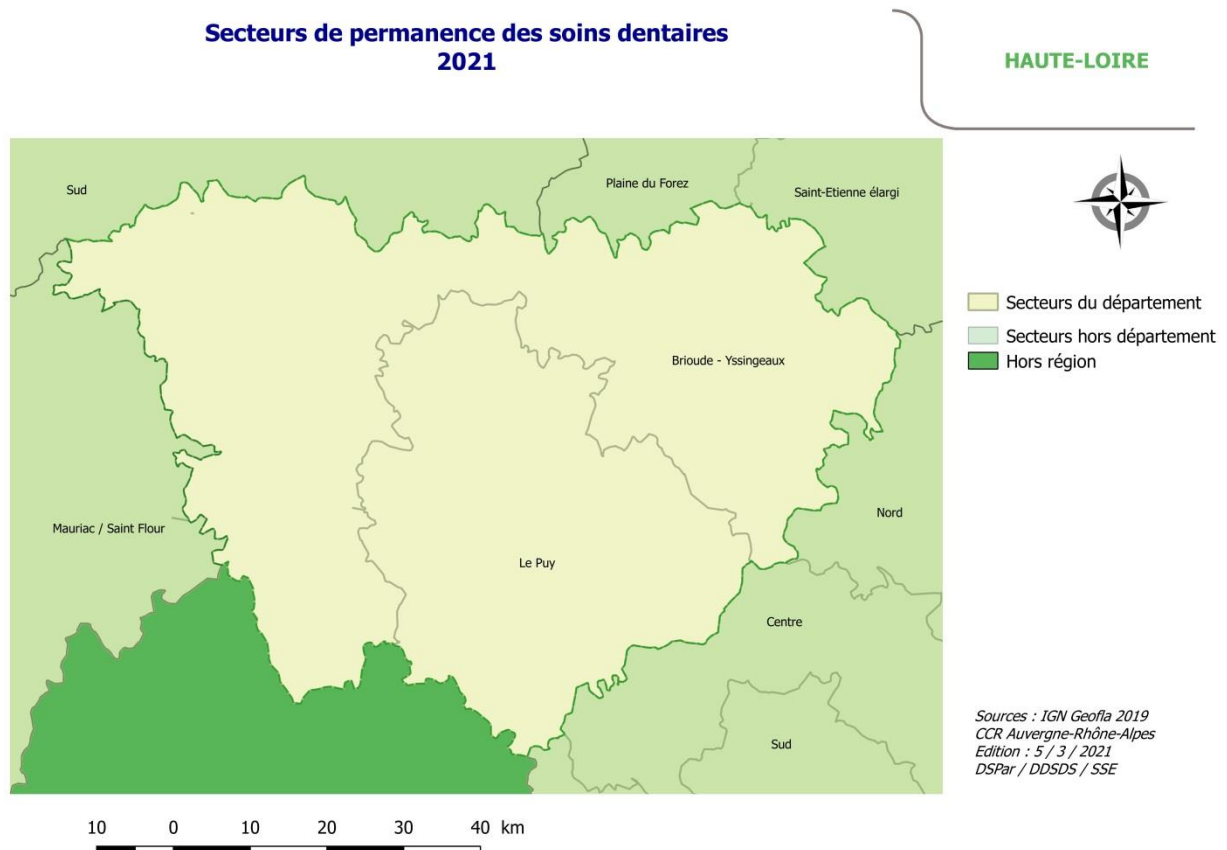 Secteurs de permanence des soins dentaires
2021
HAUTE-LOIRE
Sud
Plaine du Forez
Saint-Etienne élargi
Secteurs du département
Secteurs hors département
Hors région
Brioude - Yssingeaux
Mauriac / Saint Flour
Nord
Le Puy
Centre
Sud
Sources : IGN Geofla 2019
CCR Auvergne-Rhône-Alpes
Edition : 5 / 3 / 2021
DSPar / DDSDS / SSE
10 0 10 20 30 40 km